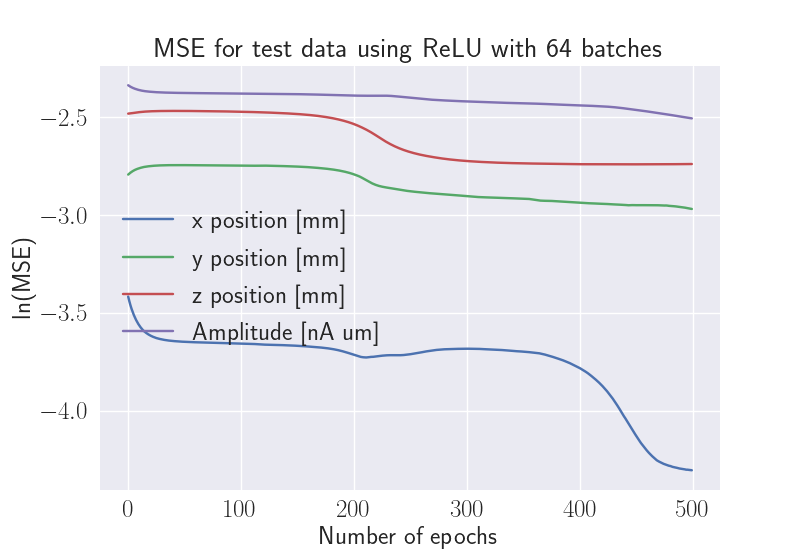 MSE for test data using ReLU with 64 batches
ln(MSE)
−2.5
−3.0
−3.5
−4.0
x position [mm]
y position [mm]
z position [mm]
Amplitude [nA um]
0 100 200 300 400 500
Number of epochs